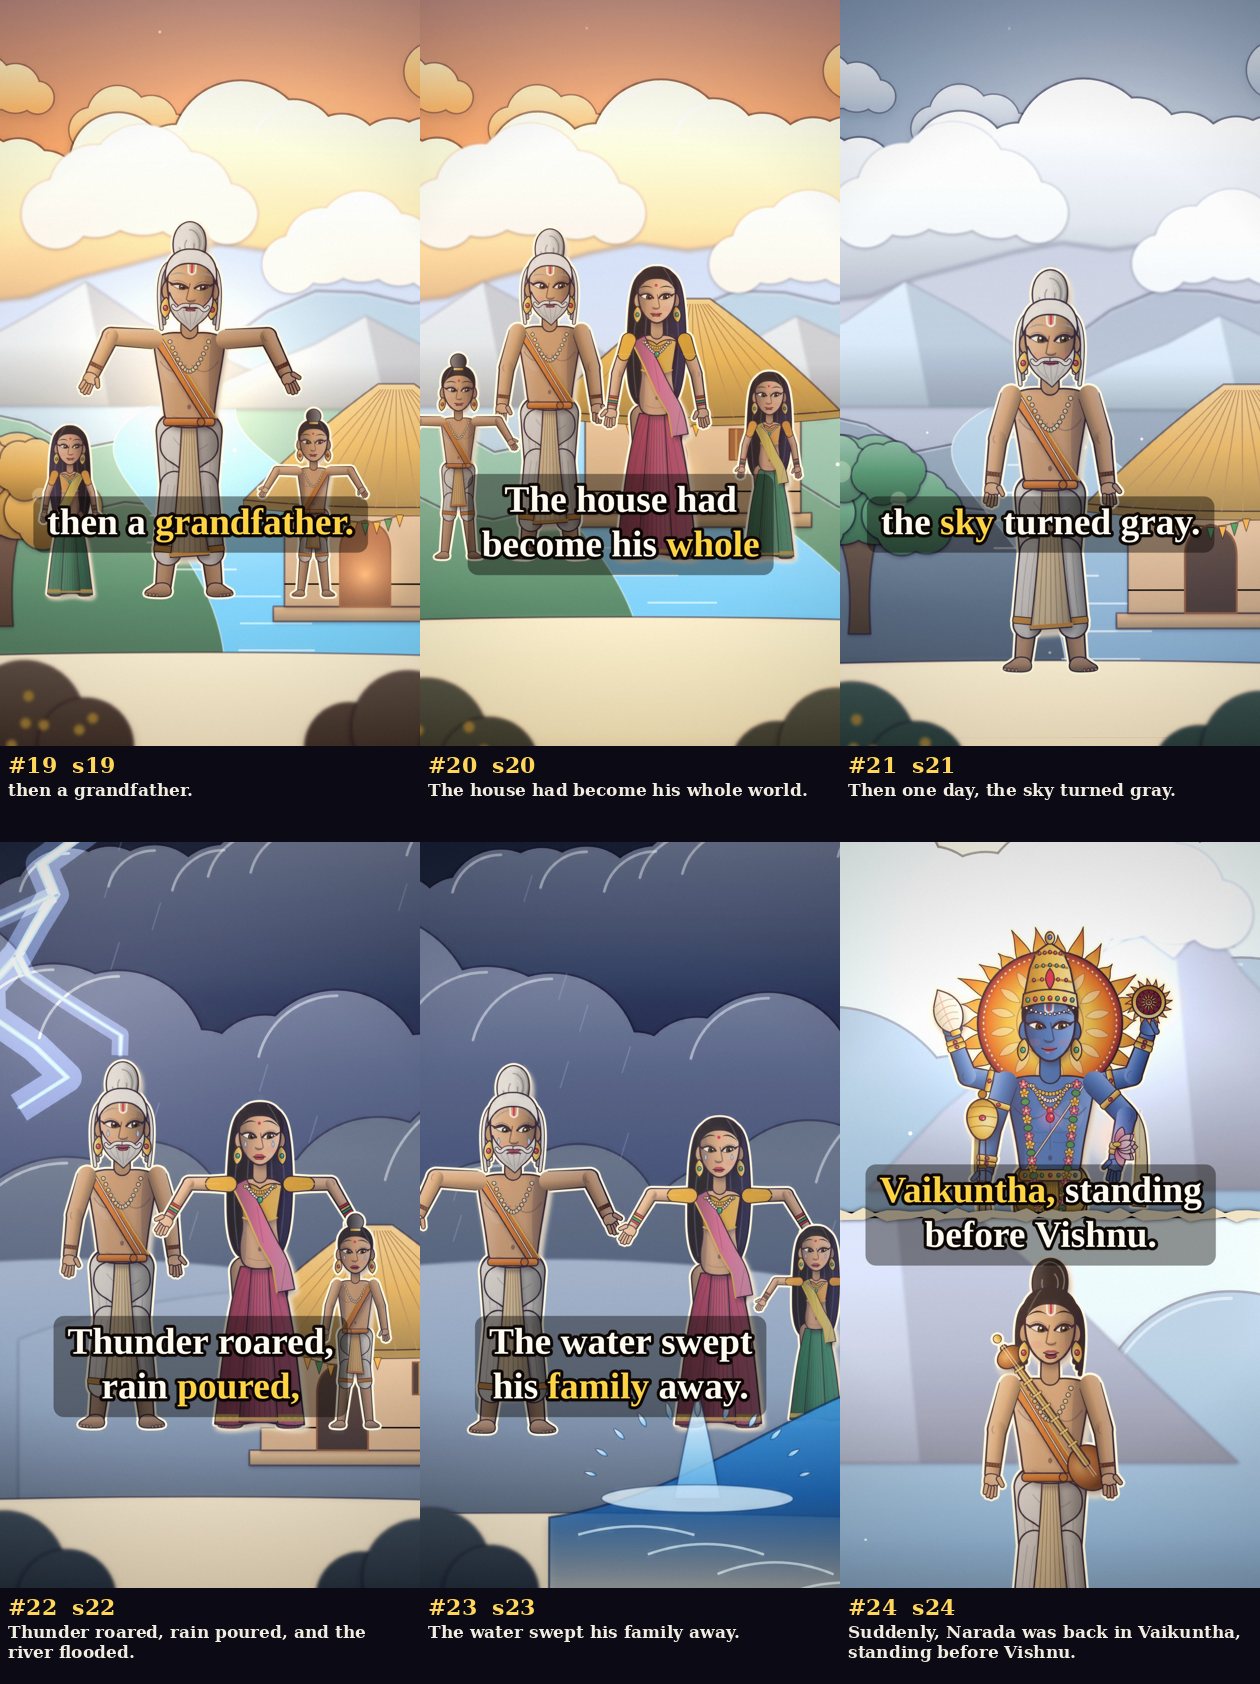 then a grandfather.
#19 s19
then a grandfather.
The house had
become his whole
#20 s20
The house had become his whole world.
the sky turned gray.
#21 s21
Then one day, the sky turned gray.
Thunder roared,
rain poured,
#22 s22
Thunder roared, rain poured, and the
river flooded.
The water swept
his family away.
#23 s23
The water swept his family away.
Vaikuntha, standing
before Vishnu.
#24 s24
Suddenly, Narada was back in Vaikuntha,
standing before Vishnu.